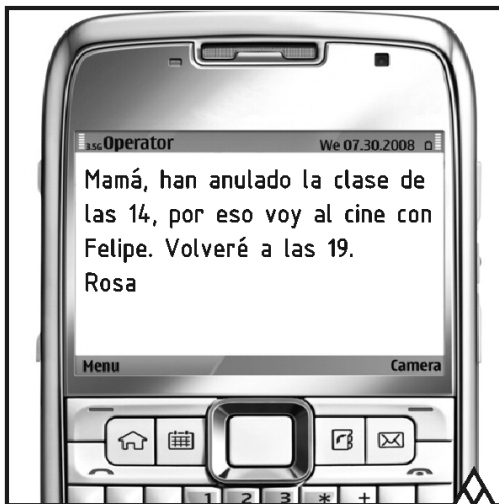 3.5G Operator We 07.30.2008
Mamá, han anulado la clase de
las 14, por eso voy al cine con
Felipe. Volveré a las 19.
Rosa
Menu Camera
1 2 3 * +